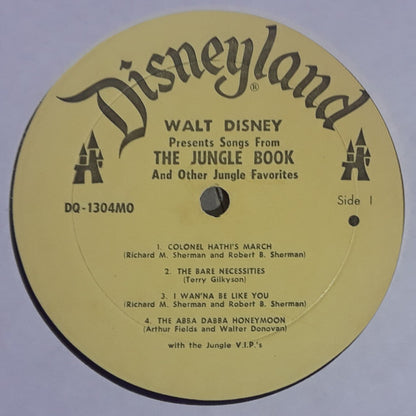 Disneyland®
WALT DISNEY
Presents Songs From
THE JUNGLE BOOK
And Other Jungle Favorites
DQ-1304MO
Side 1
1. COLONEL HATHI'S MARCH
(Richard M. Sherman and Robert B. Sherman)
2. THE BARE NECESSITIES
(Terry Gilkyson)
3. I WAN'NA BE LIKE YOU
(Richard M. Sherman and Robert B. Sherman)
4. THE ABBA DABBA HONEYMOON
(Arthur Fields and Walter Donovan)
with the Jungle V.I.P.'s